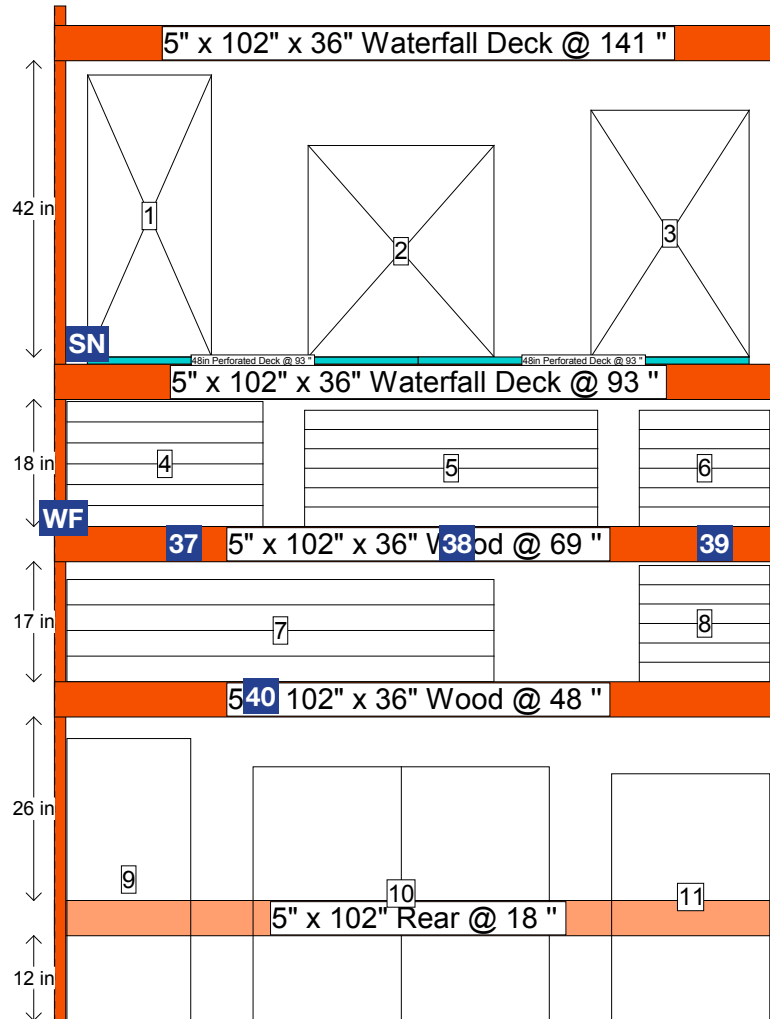 5" x 102" x 36" Waterfall Deck @ 141 "
42 in
1
2
3
SN
48in Perforated Deck @ 93 "
48in Perforated Deck @ 93 "
5" x 102" x 36" Waterfall Deck @ 93 "
18 in
4
5
6
WF
37
5" x 102" x 36" W od @ 69 "
38
39
17 in
7
8
5 102" x 36" Wood @ 48 "
40
26 in
9
10
11
5" x 102" Rear @ 18 "
12 in